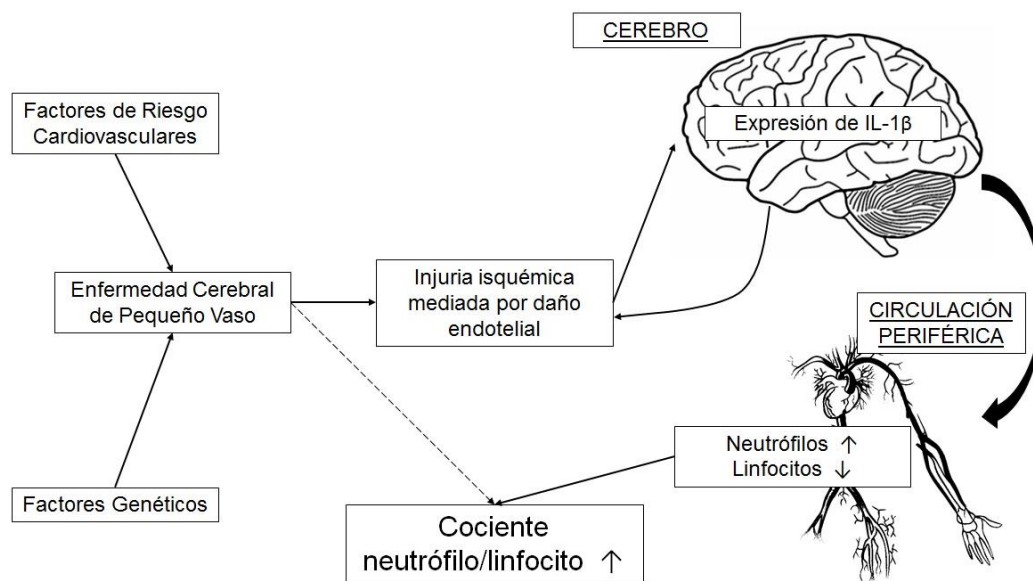 CEREBRO
Factores de Riesgo
Cardiovasculares
Expresión de IL-1β
Enfermedad Cerebral
de Pequeño Vaso
Injuria isquémica
mediada por daño
endotelial
CIRCULACIÓN
PERIFÉRICA
Neutrófilos ↑
Linfocitos ↓
Factores Genéticos
Cociente
neutrófilo/linfocito ↑